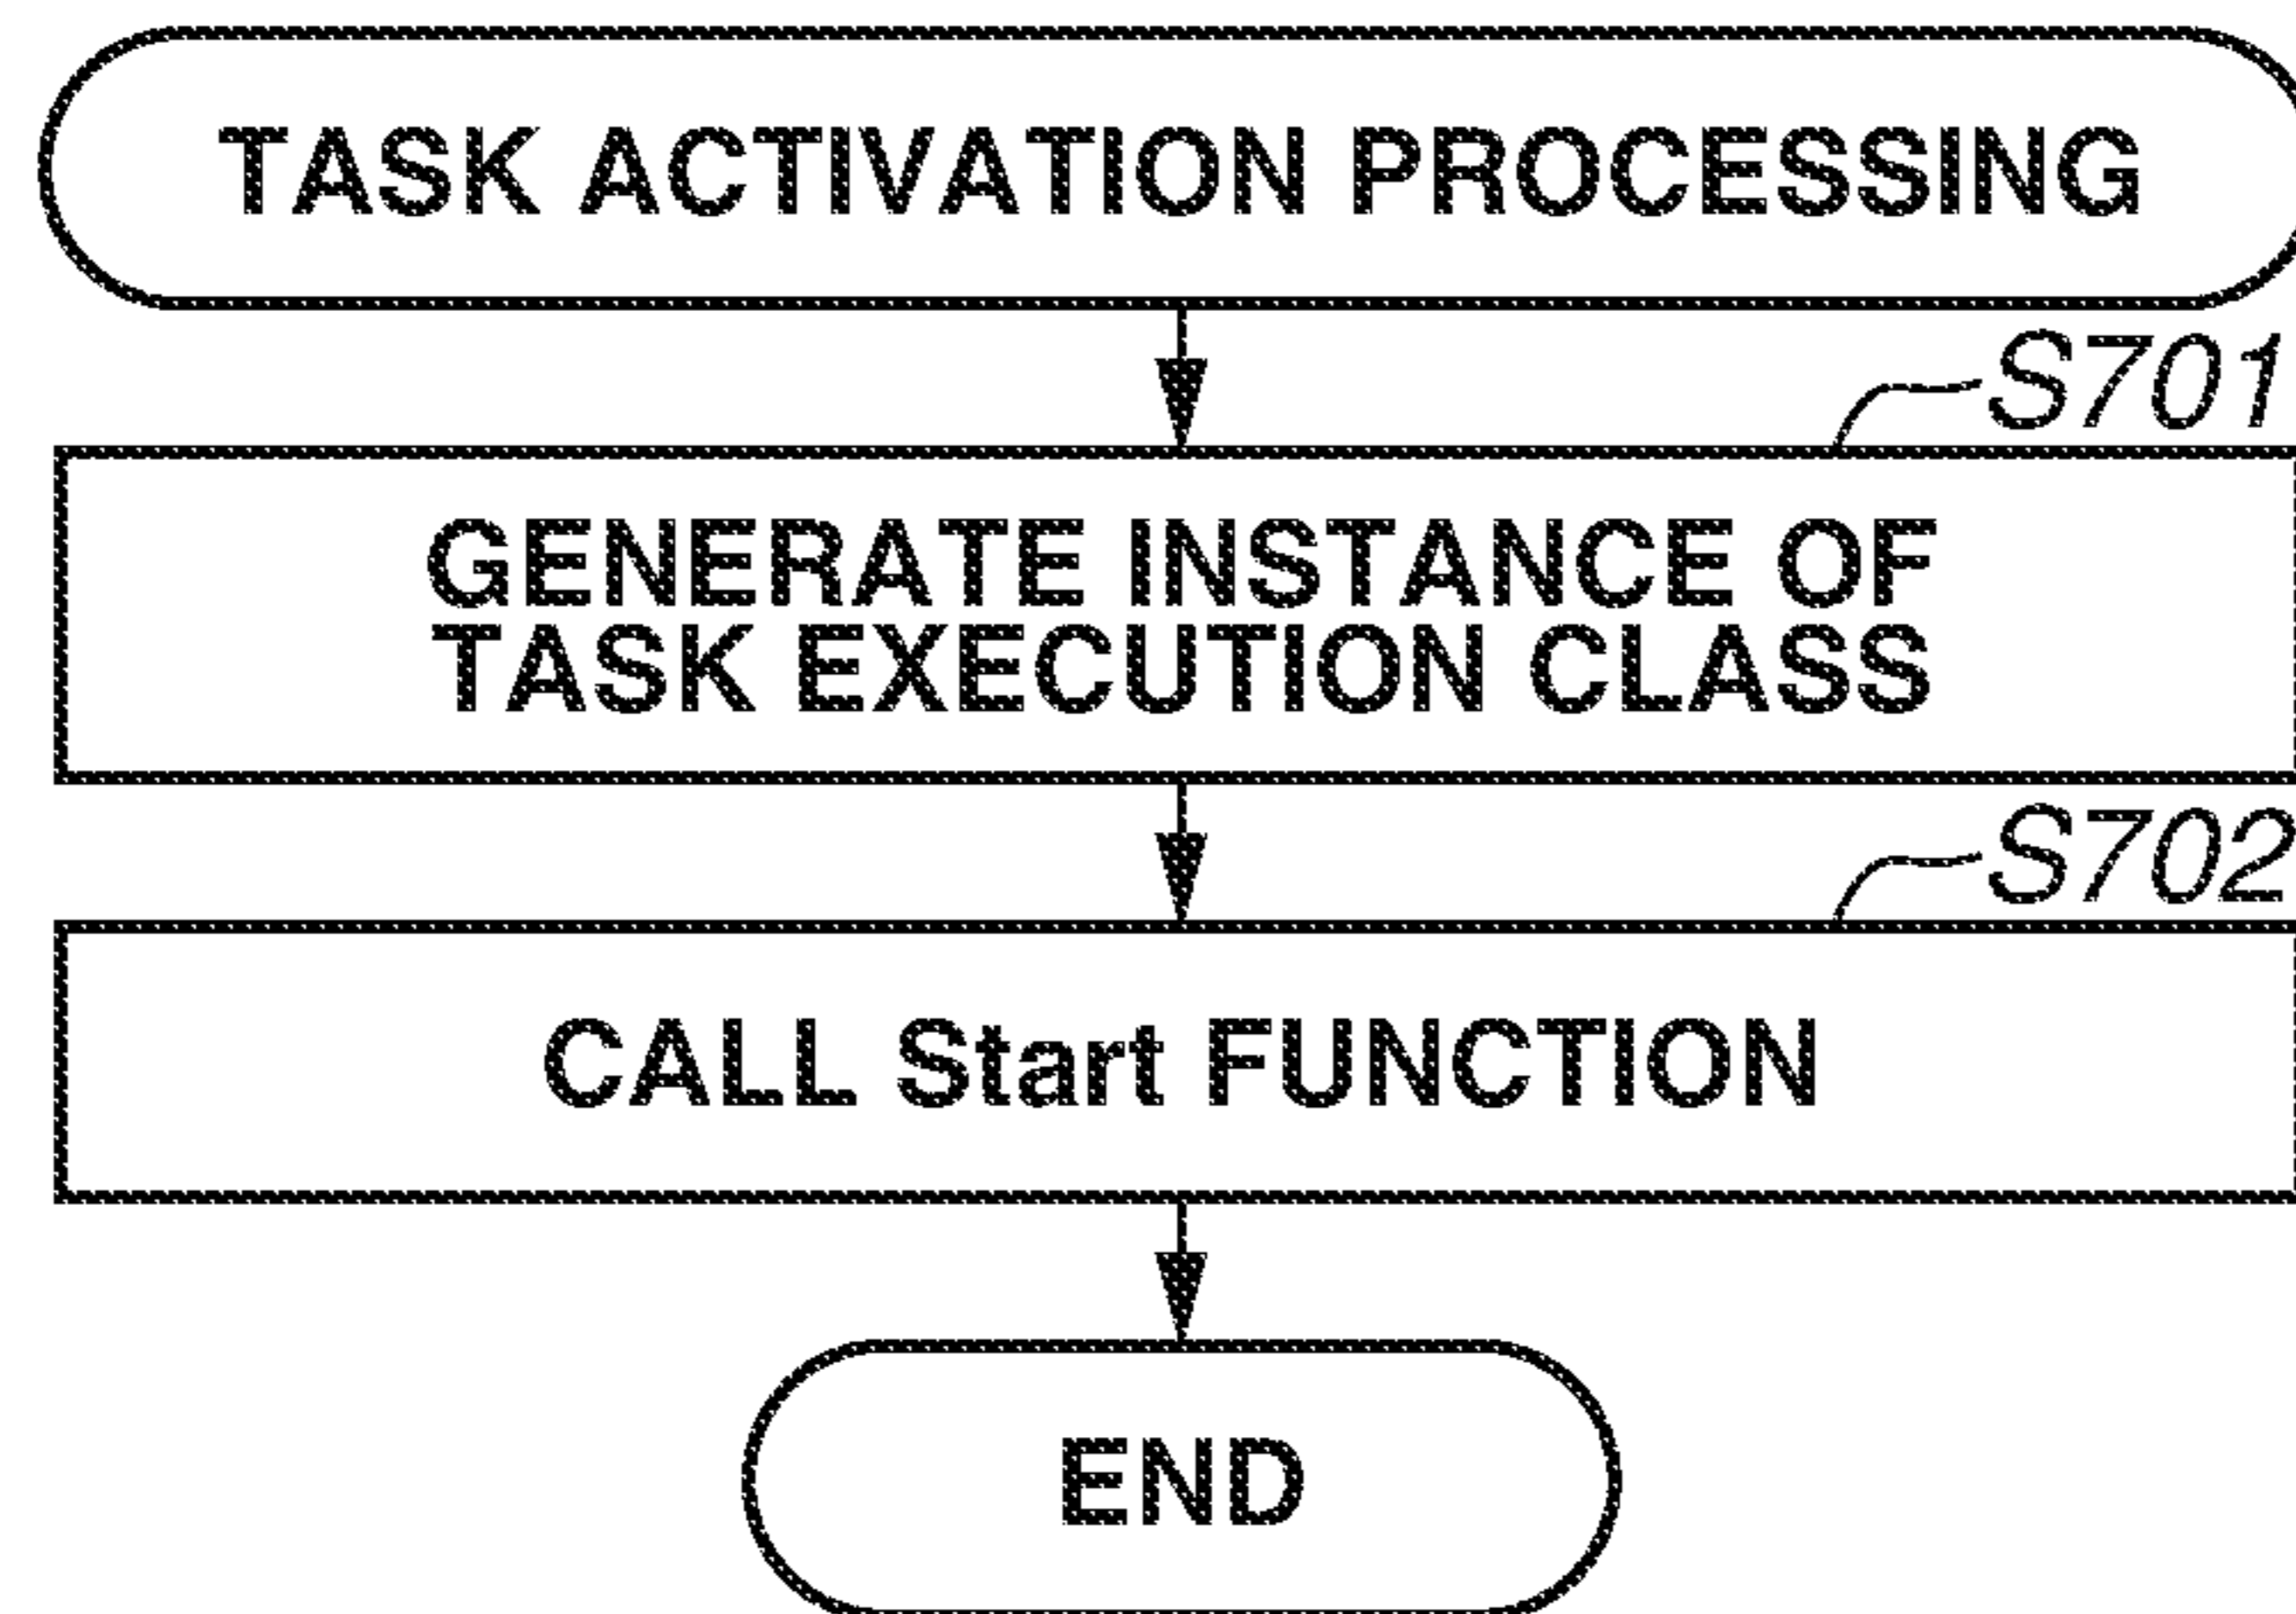 TASK ACTIVATION PROCESSING
S701
GENERATE INSTANCE OF
TASK EXECUTION CLASS
S702
CALL Start FUNCTION
END